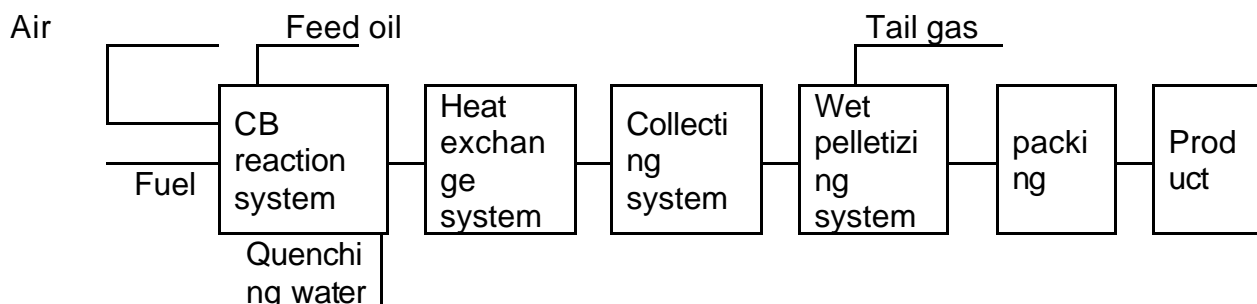 Air
Feed oil
Tail gas
CB
reaction
system
Fuel
Quenchi
ng water
Heat
exchan
ge
system
Collecti
ng
system
Wet
pelletizi
ng
system
packi
ng
Prod
uct